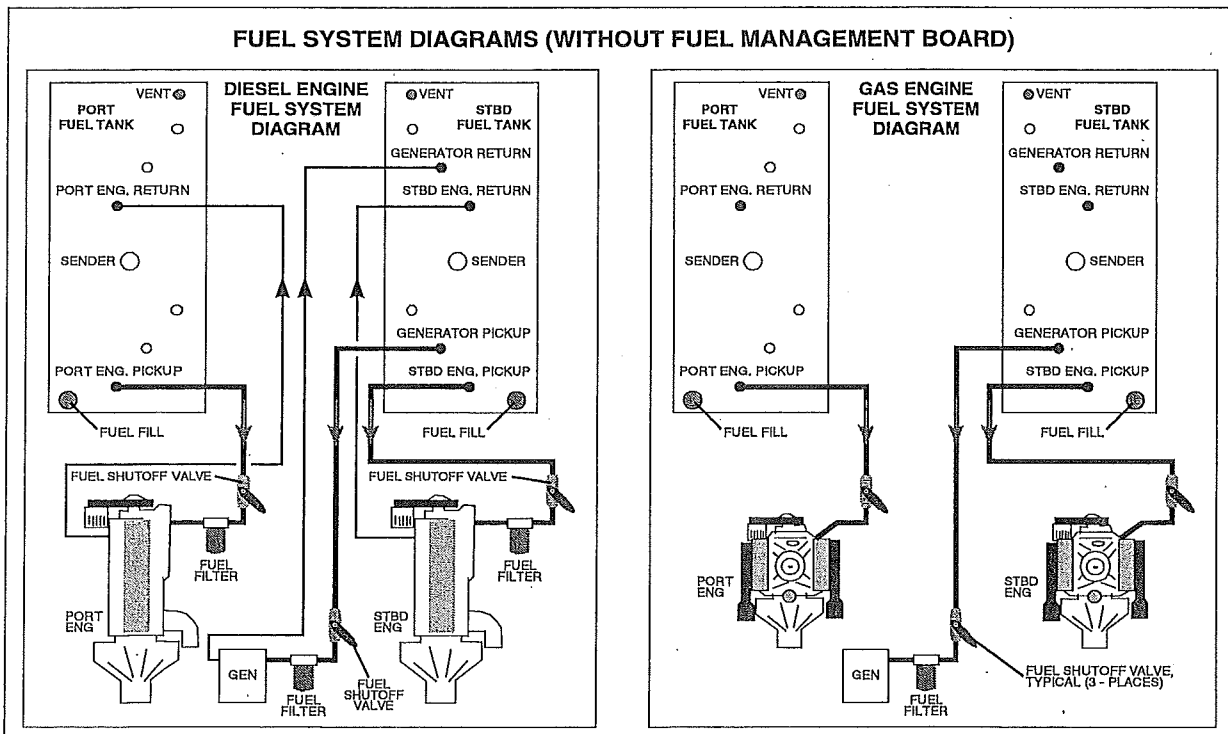 FUEL SYSTEM DIAGRAMS (WITHOUT FUEL MANAGEMENT BOARD)
DIESEL ENGINE
FUEL SYSTEM
DIAGRAM
VENT
PORT
FUEL TANK
PORT ENG. RETURN
SENDER
PORT ENG. PICKUP
FUEL FILL
VENT
STBD
FUEL TANK
GENERATOR RETURN
STBD ENG. RETURN
SENDER
GENERATOR PICKUP
STBD ENG. PICKUP
FUEL FILL
FUEL SHUTOFF VALVE
FUEL SHUTOFF VALVE
FUEL
FILTER
FUEL
FILTER
PORT
ENG
STBD
ENG
GEN
FUEL
FILTER
FUEL
SHUTOFF
VALVE
GAS ENGINE
FUEL SYSTEM
DIAGRAM
VENT
PORT
FUEL TANK
PORT ENG. RETURN
SENDER
PORT ENG. PICKUP
FUEL FILL
VENT
STBD
FUEL TANK
GENERATOR RETURN
STBD ENG. RETURN
SENDER
GENERATOR PICKUP
STBD ENG. PICKUP
FUEL FILL
PORT
ENG
STBD
ENG
GEN
FUEL
FILTER
FUEL SHUTOFF VALVE,
TYPICAL (3 - PLACES)